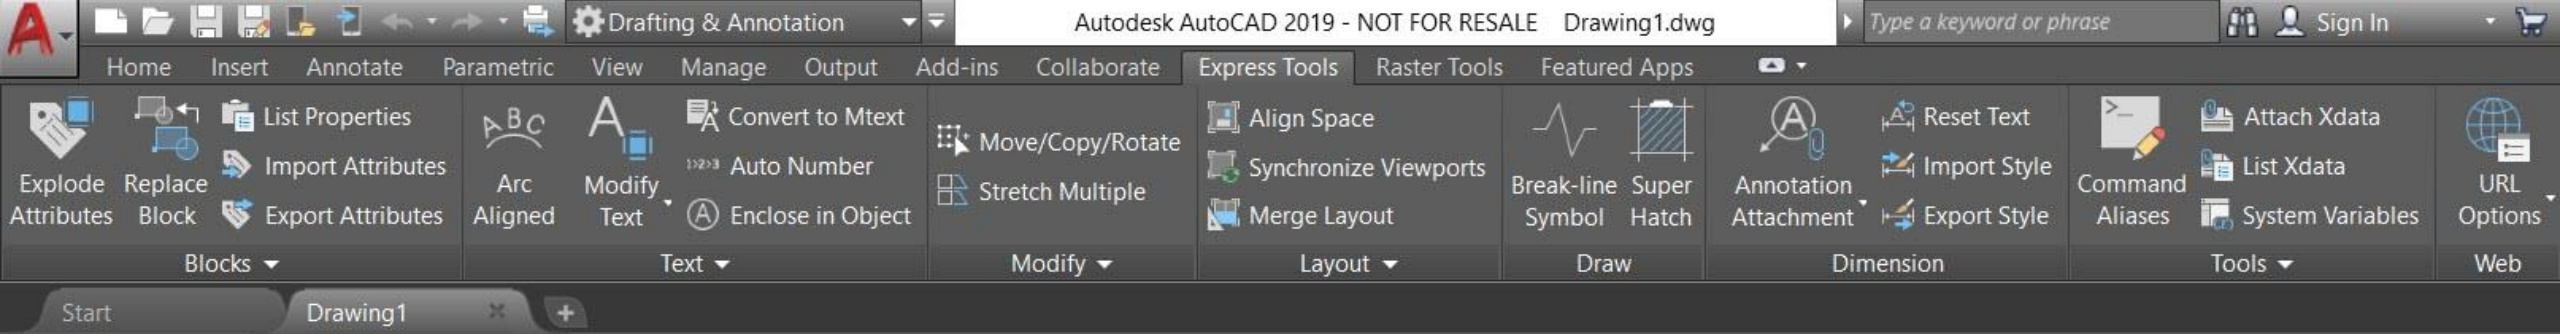 Drafting & Annotation
Autodesk AutoCAD 2019 - NOT FOR RESALE Drawing1.dwg
Type a keyword or phrase
Sign In
Home Insert Annotate Parametric View Manage Output Add-ins Collaborate Express Tools Raster Tools Featured Apps
Explode
Attributes
Replace
Block
List Properties
Import Attributes
Export Attributes
Blocks
ABC
Arc
Aligned
A
Modify
Text
Convert to Mtext
1>2>3 Auto Number
A Enclose in Object
Text
Move/Copy/Rotate
Stretch Multiple
Modify
Align Space
Synchronize Viewports
Merge Layout
Layout
Break-line
Symbol
Super
Hatch
Draw
A
Annotation
Attachment
A Reset Text
Import Style
Export Style
Dimension
>_
Command
Aliases
Attach Xdata
List Xdata
System Variables
Tools
URL
Options
Web
Start
Drawing1